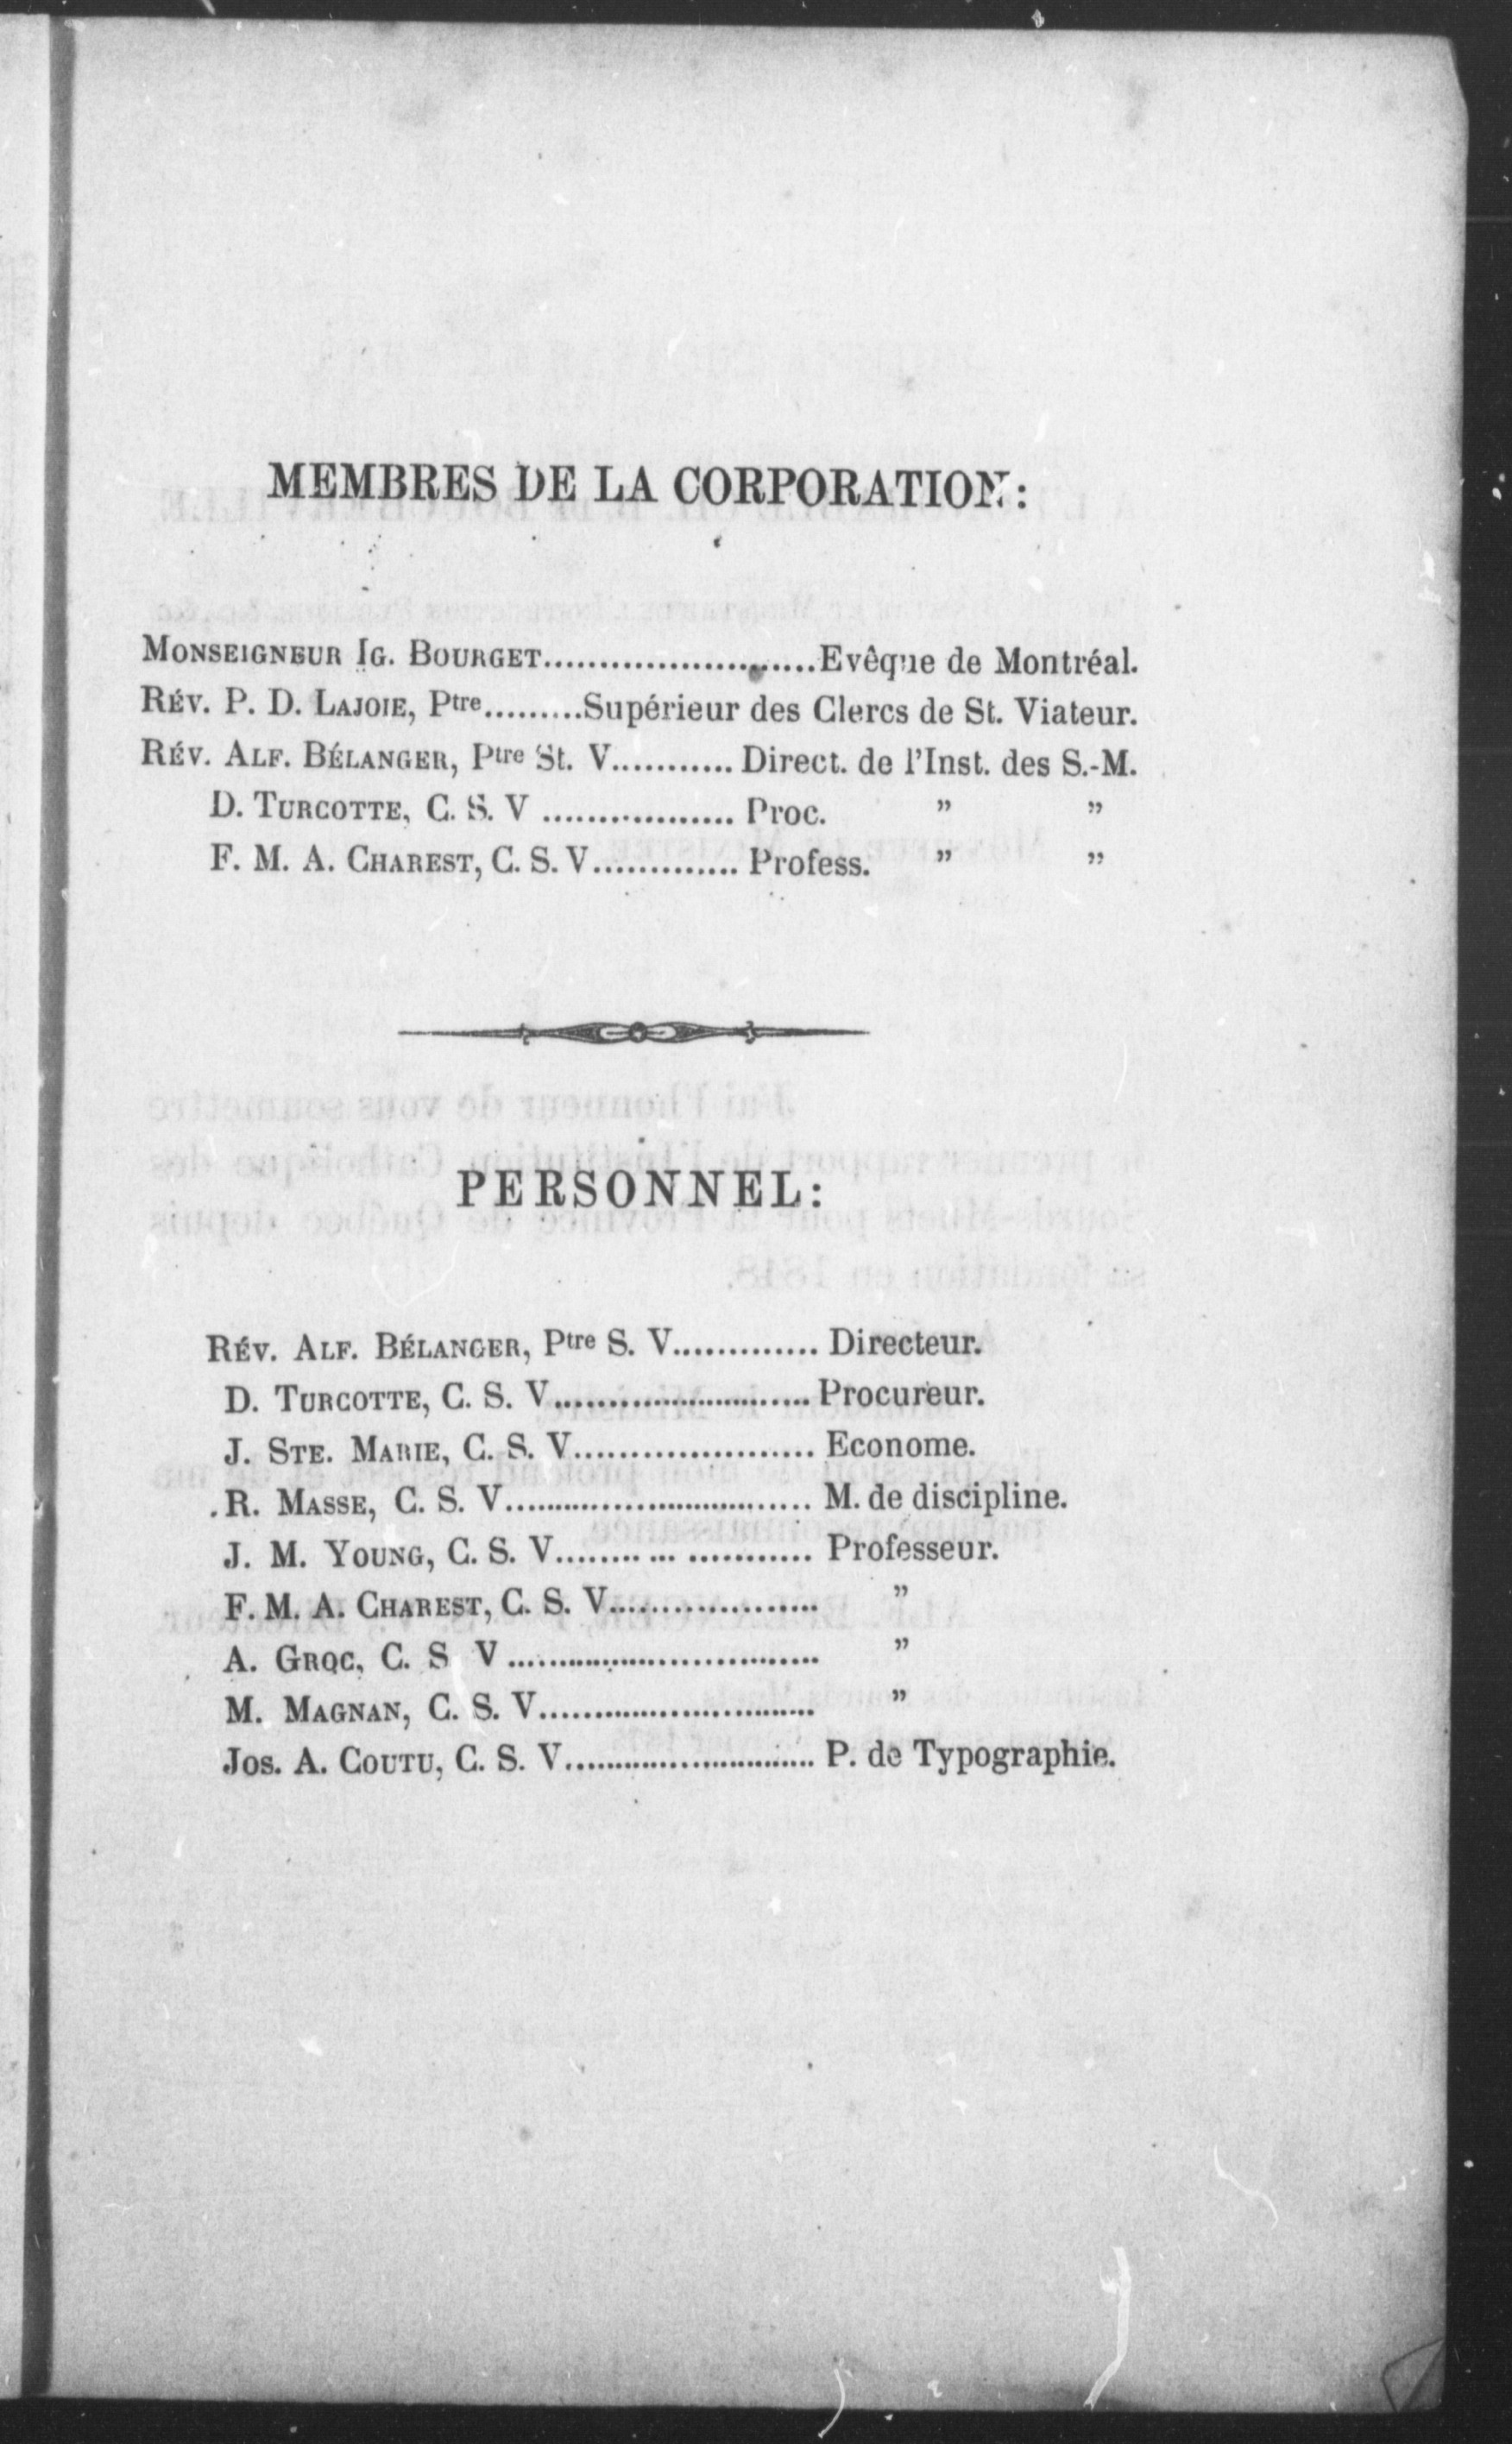 MEMBRES DE LA CORPORATION:
MONSEIGNEUR IG. BOURGET........................Evêque de Montréal.
RÉV. P. D. LAJOIE, Ptre.........Supérieur des Clercs de St. Viateur.
RÉV. ALF. BÉLANGER, Ptre St. V........... Direct. de l'Inst. des S.-M.
D. TURCOTTE, C. S. V ................. Proc. " "
F. M. A. CHAREST, C. S. V............. Profess. " "
PERSONNEL:
RÉV. ALF. BÉLANGER, Ptre S. V............. Directeur.
D. TURCOTTE, C. S. V.......................... Procureur.
J. STE. MARIE, C. S. V...................... Econome.
R. MASSE, C. S. V.............................. M. de discipline.
J. M. YOUNG, C. S. V........ ... ........... Professeur.
F. M. A. CHAREST, C. S. V................... "
A. GROC, C. S V ............................. "
M. MAGNAN, C. S. V.......................... "
JOS. A. COUTU, C. S. V......................... P. de Typographie.